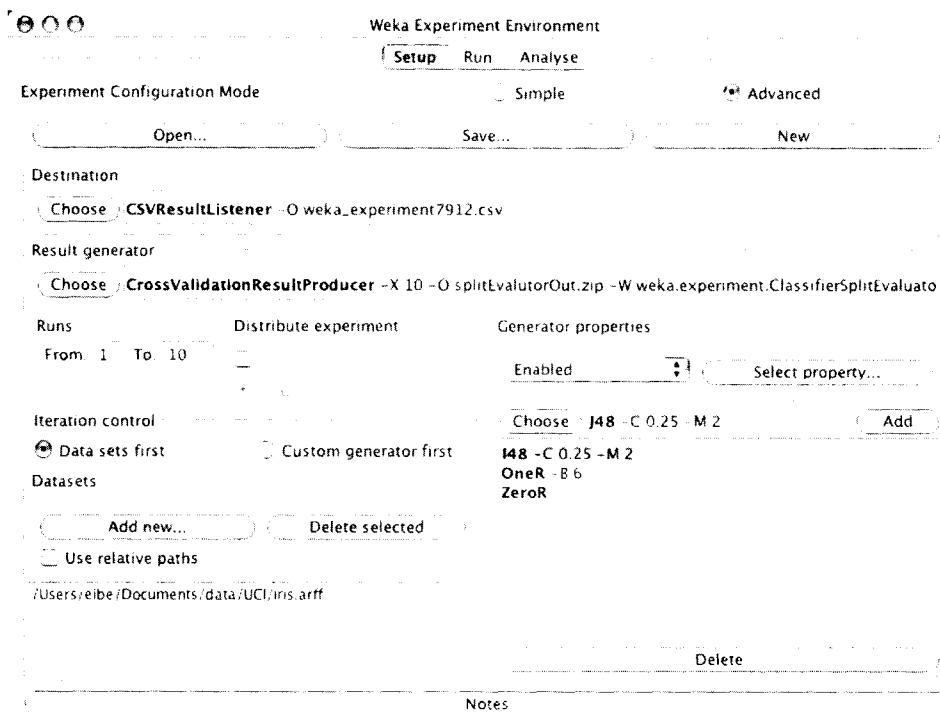 Weka Experiment Environment
Setup Run Analyse
Experiment Configuration Mode Simple Advanced
Open... Save... New
Destination
Choose CSVResultListener -O weka_experiment7912.csv
Result generator
Choose CrossValidationResultProducer -X 10 -O splitEvalutorOut.zip -W weka.experiment.ClassifierSplitEvaluato
Runs Distribute experiment Generator properties
From 1 To 10
Enabled Select property...
Iteration control
Choose J48 -C 0.25 -M 2 Add
Data sets first Custom generator first
J48 -C 0.25 -M 2
OneR -B 6
ZeroR
Datasets
Add new... Delete selected
Use relative paths
/Users/eibe/Documents/data/UCI/iris.arff
Delete
Notes